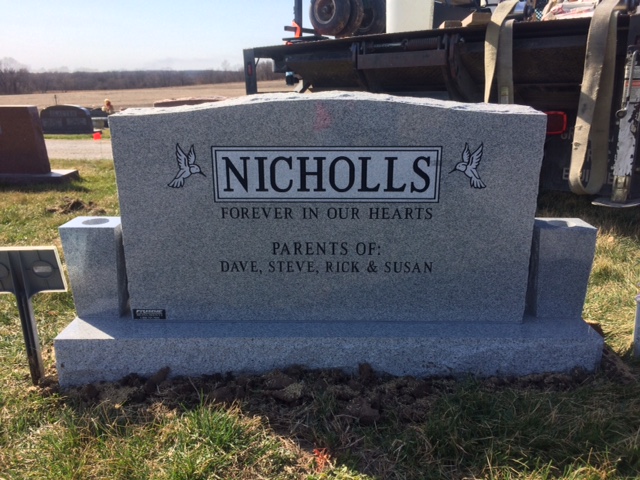 NICHOLLS
FOREVER IN OUR HEARTS
PARENTS OF:
DAVE, STEVE, RICK & SUSAN